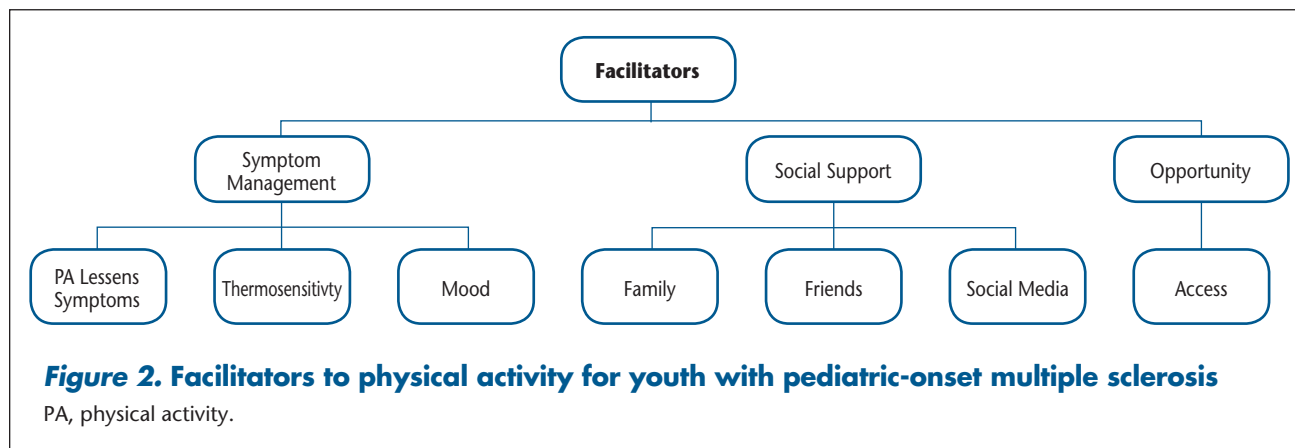 Facilitators
Symptom
Management
Social Support
Opportunity
PA Lessens
Symptoms
Thermosensitivty
Mood
Family
Friends
Social Media
Access
Figure 2. Facilitators to physical activity for youth with pediatric-onset multiple sclerosis
PA, physical activity.